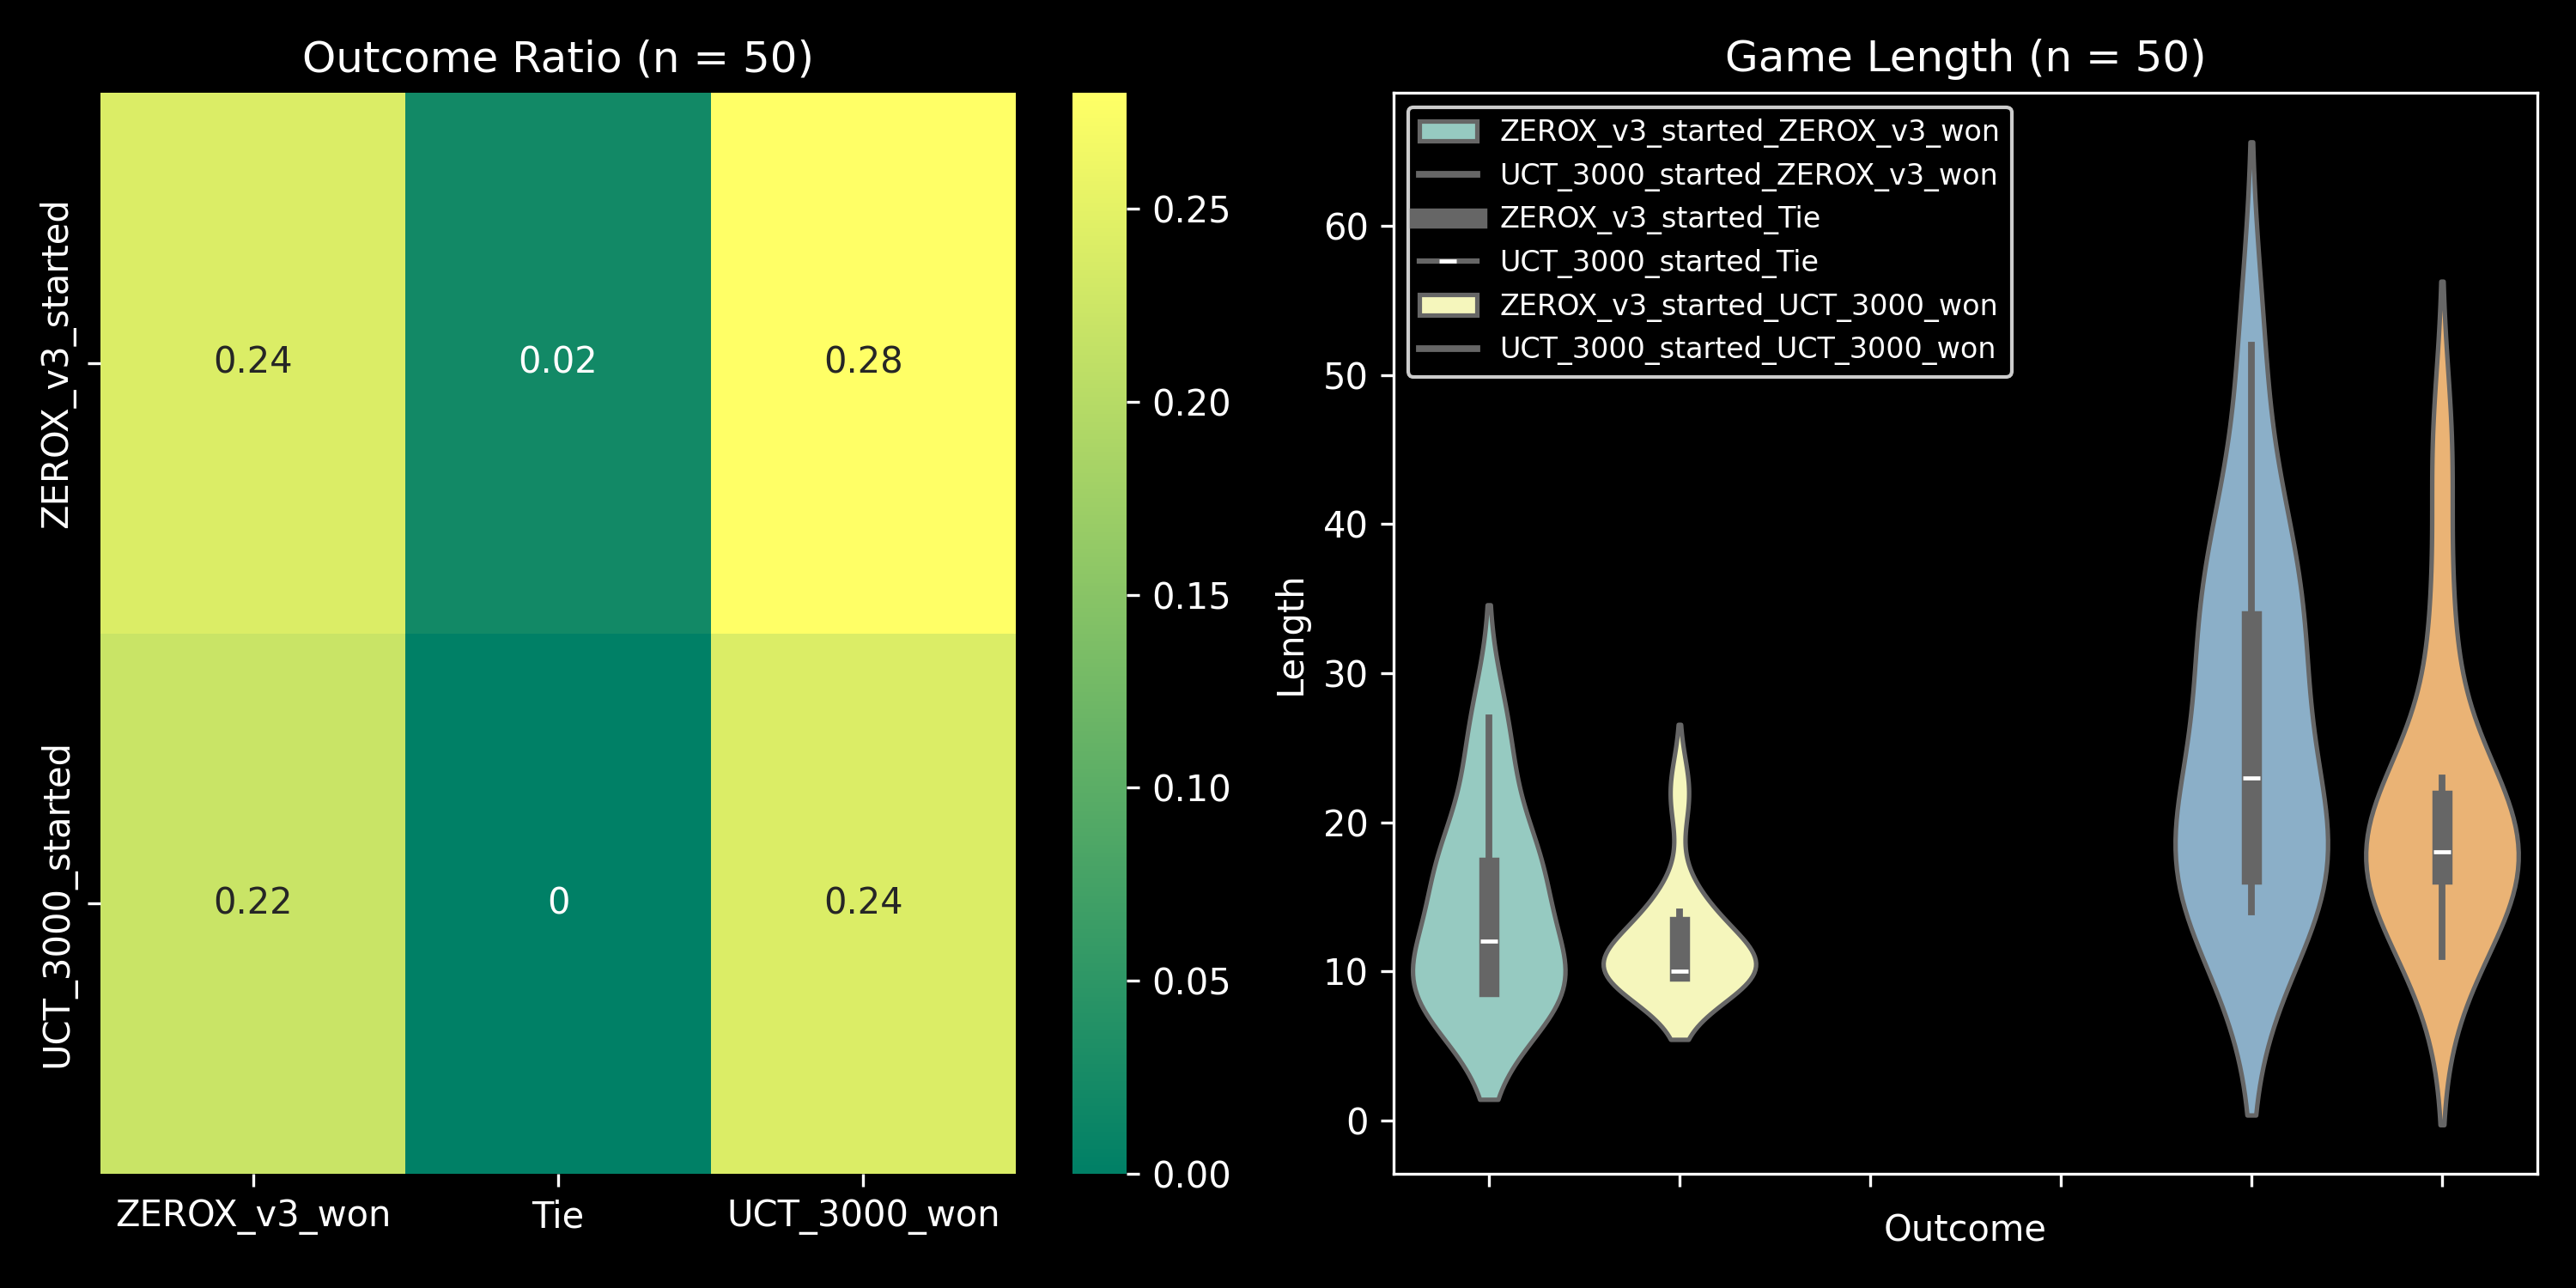 Outcome Ratio (n = 50)
ZEROX_v3_started
UCT_3000_started
0.24
0.02
0.28
0.22
0
0.24
ZEROX_v3_won
Tie
UCT_3000_won
0.25
0.20
0.15
0.10
0.05
0.00
Game Length (n = 50)
ZEROX_v3_started_ZEROX_v3_won
UCT_3000_started_ZEROX_v3_won
ZEROX_v3_started_Tie
UCT_3000_started_Tie
ZEROX_v3_started_UCT_3000_won
UCT_3000_started_UCT_3000_won
Length
60
50
40
30
20
10
0
Outcome